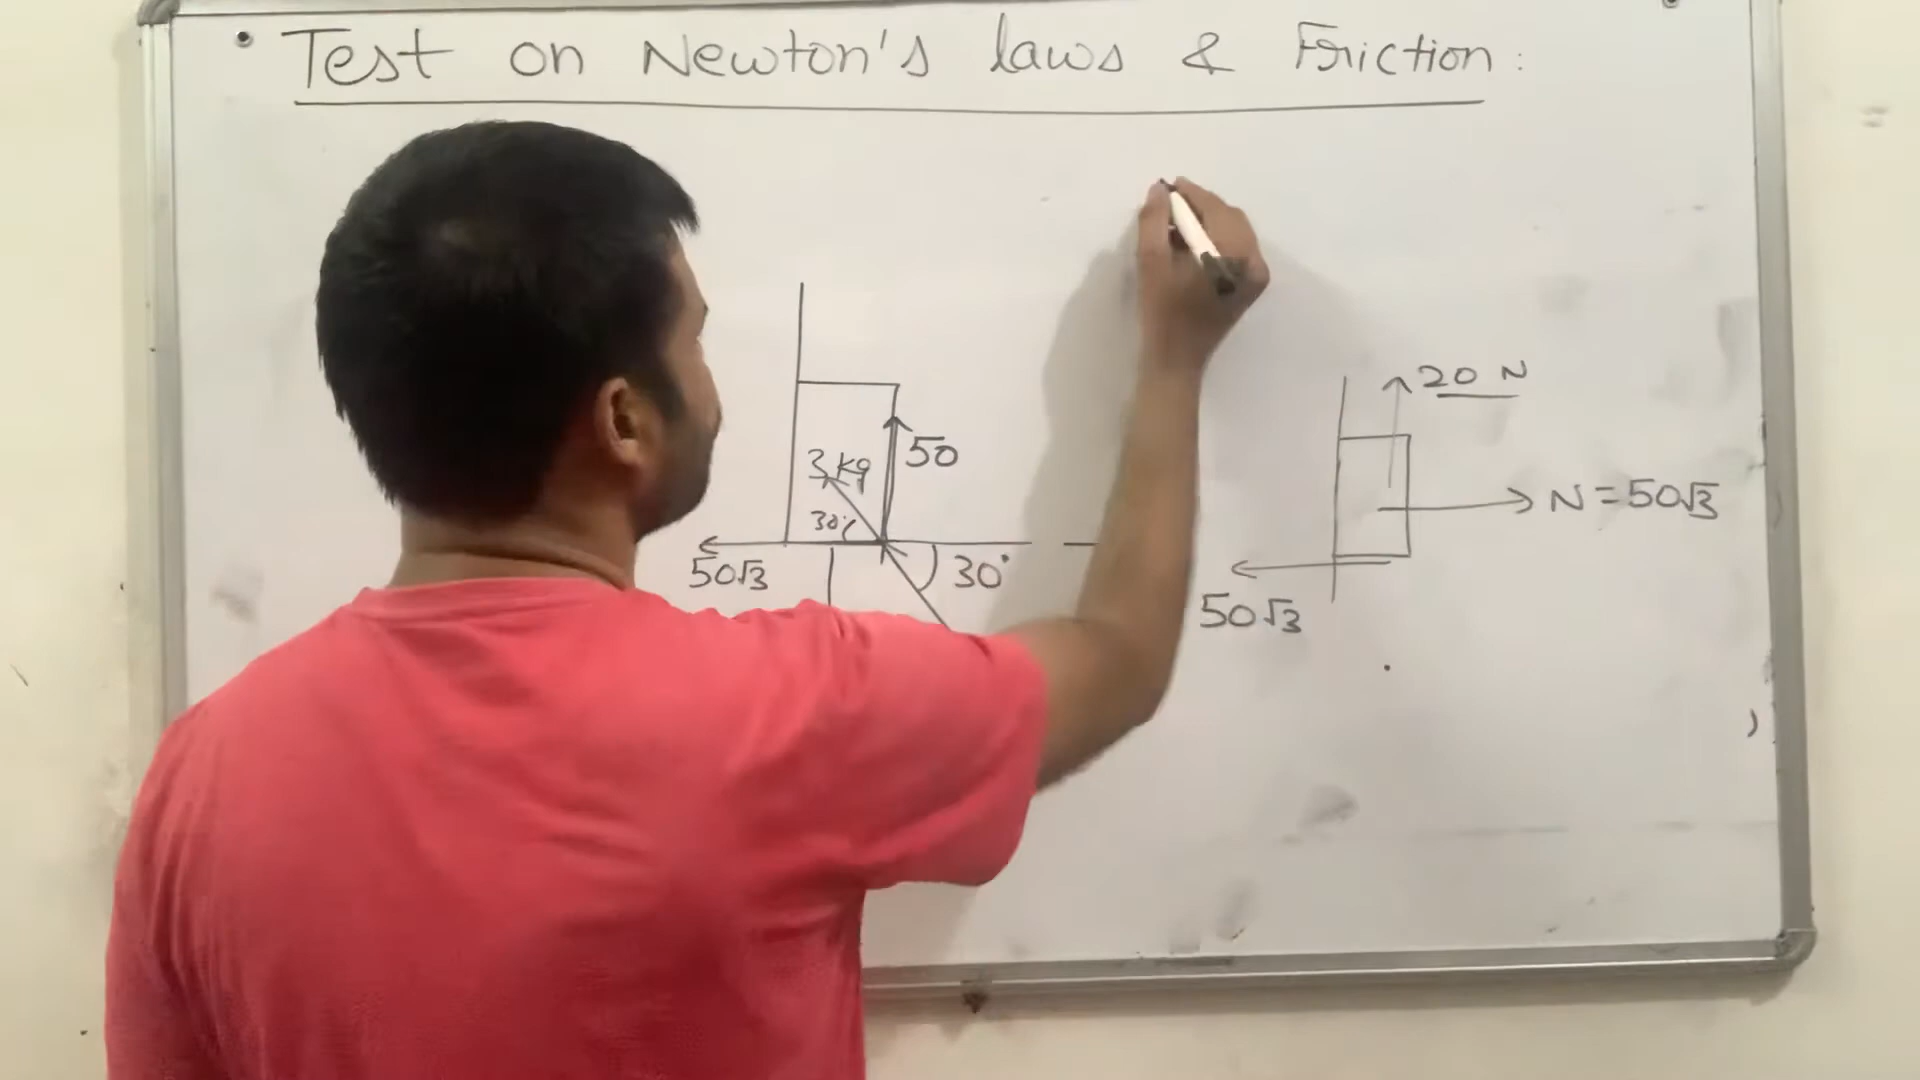 Test on Newton's laws & Friction :
50
3 kg
30°
50√3
30°
20 N
N = 50√3
50√3